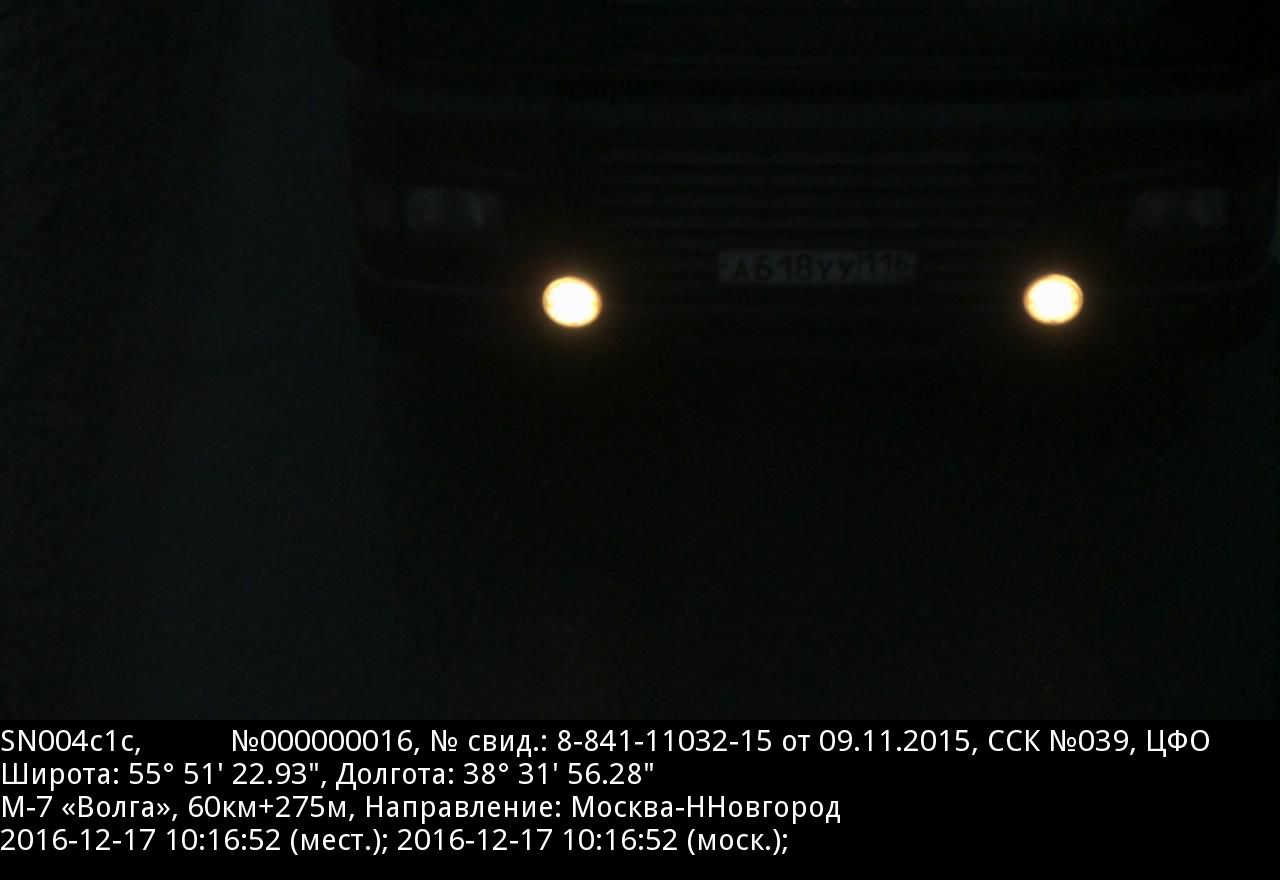 А618УУ 116
SN004c1c, №000000016, № свид.: 8-841-11032-15 от 09.11.2015, ССК №039, ЦФО
Широта: 55° 51' 22.93", Долгота: 38° 31' 56.28"
М-7 «Волга», 60км+275м, Направление: Москва-ННовгород
2016-12-17 10:16:52 (мест.); 2016-12-17 10:16:52 (моск.);